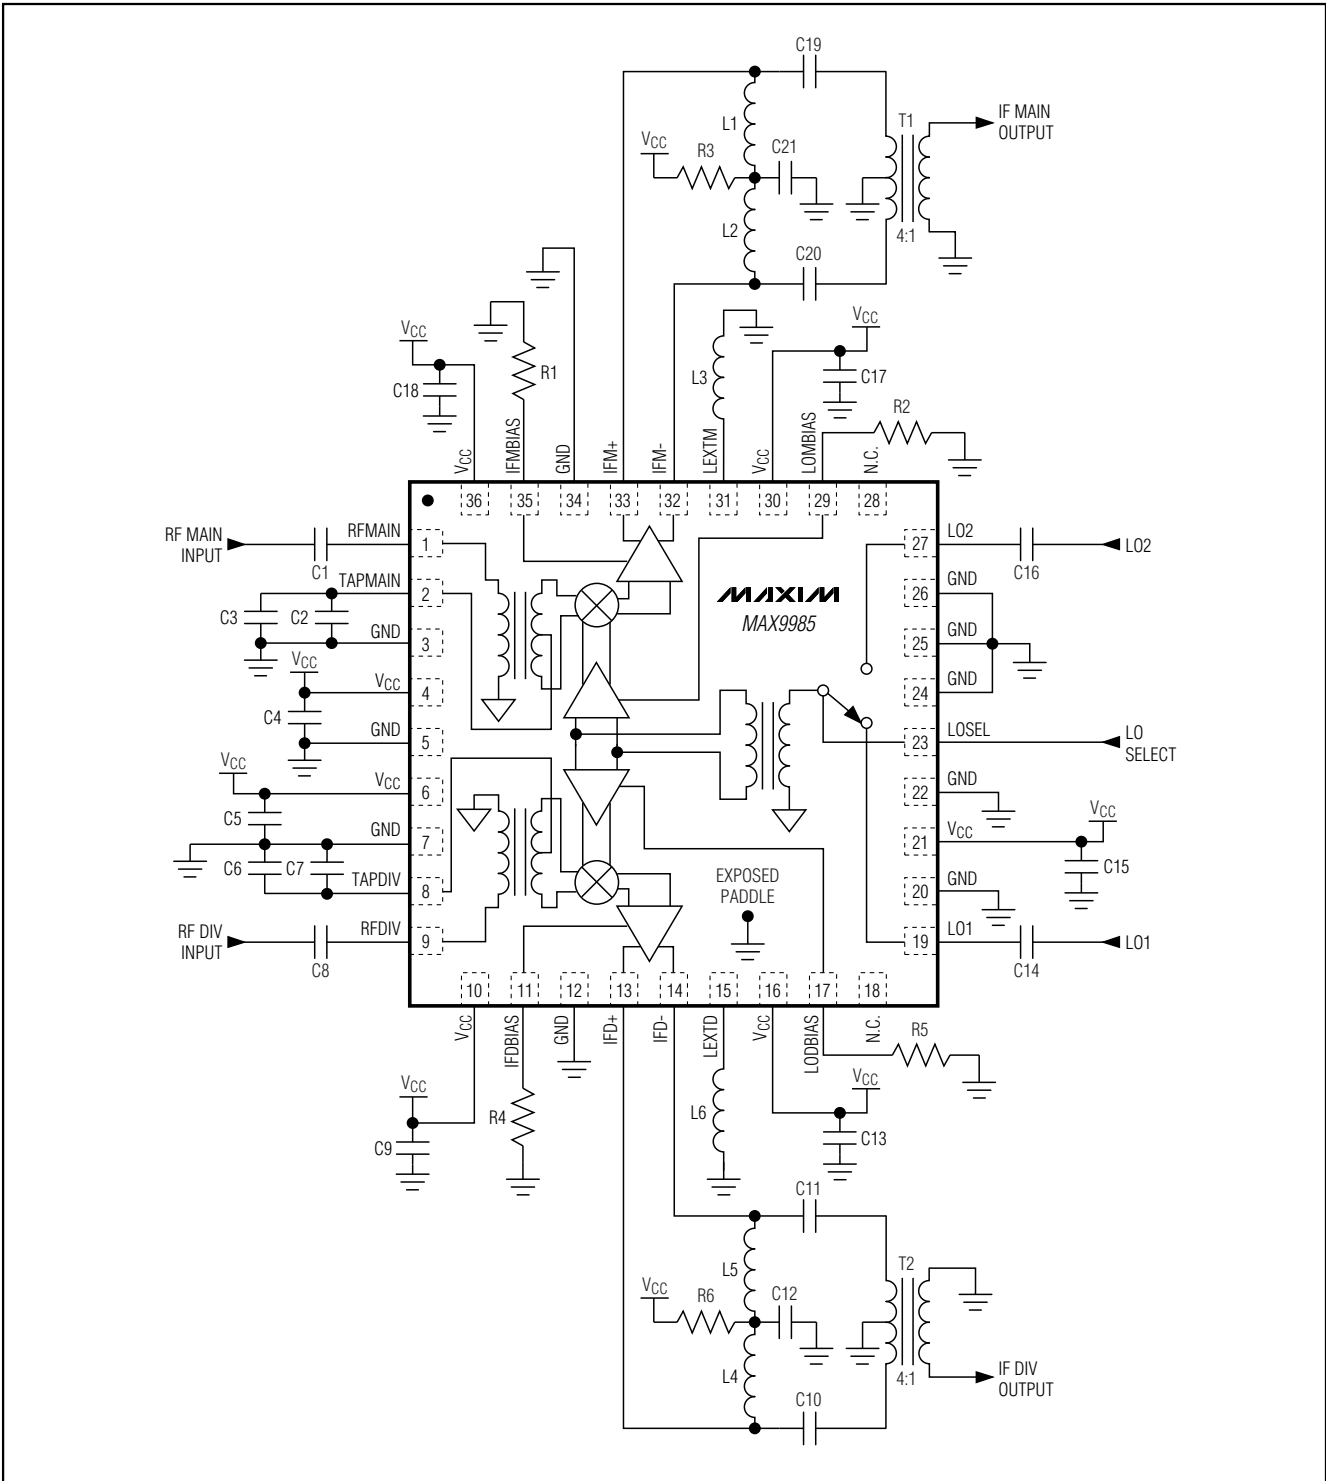 C19
IF MAIN
OUTPUT
T1
L1
VCC
R3
C21
L2
4:1
C20
VCC
VCC
R1
L3
C17
C18
R2
VCC
IFMBIAS
GND
IFM+
IFM-
LEXTM
VCC
LOMBIAS
N.C.
36
35
34
33
32
31
30
29
28
RF MAIN
INPUT
C1
RFMAIN
1
27
LO2
C16
LO2
TAPMAIN
2
MAXIM
MAX9985
26
GND
C3
C2
GND
3
25
GND
VCC
VCC
4
24
GND
C4
GND
5
23
LOSEL
LO
SELECT
VCC
VCC
6
22
GND
C5
GND
7
21
VCC
VCC
C6
C7
C15
TAPDIV
8
EXPOSED
PADDLE
20
GND
RF DIV
INPUT
C8
RFDIV
9
19
LO1
C14
LO1
10
11
12
13
14
15
16
17
18
VCC
IFDBIAS
GND
IFD+
IFD-
LEXTD
VCC
LODBIAS
N.C.
R5
VCC
VCC
R4
L6
C9
C13
C11
L5
T2
VCC
R6
C12
L4
4:1
IF DIV
OUTPUT
C10